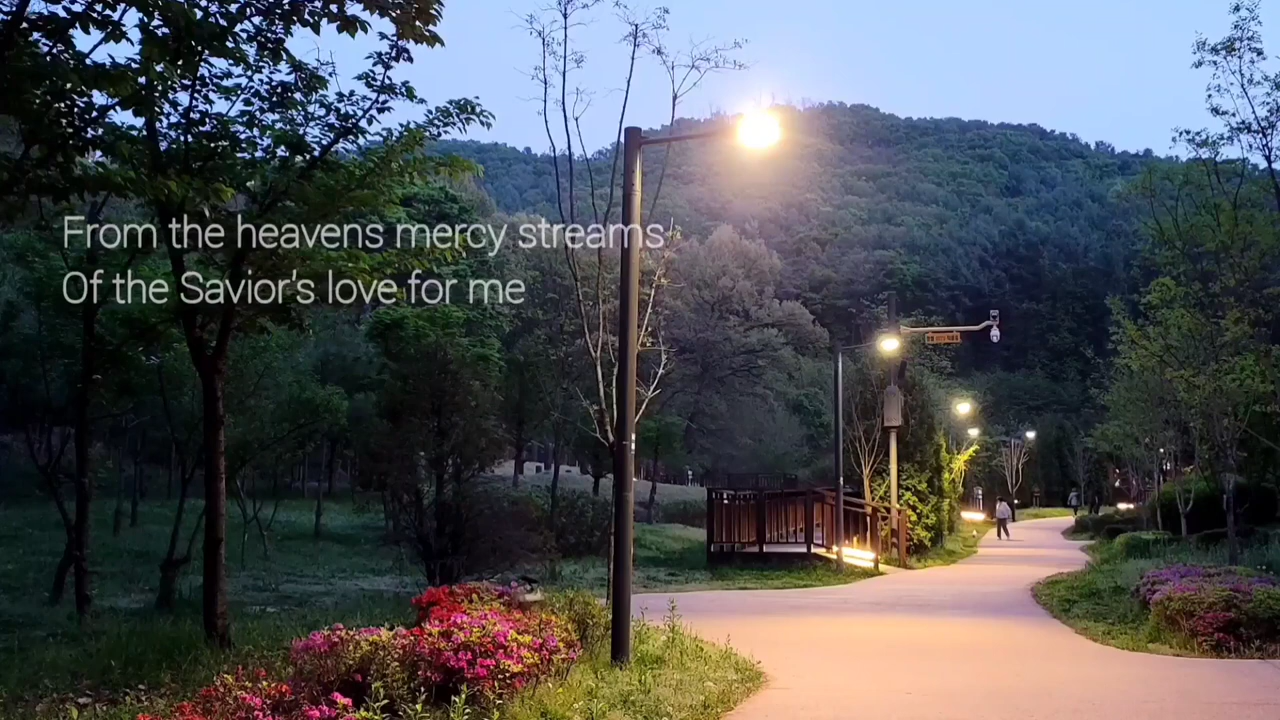 From the heavens mercy streams
Of the Savior's love for me